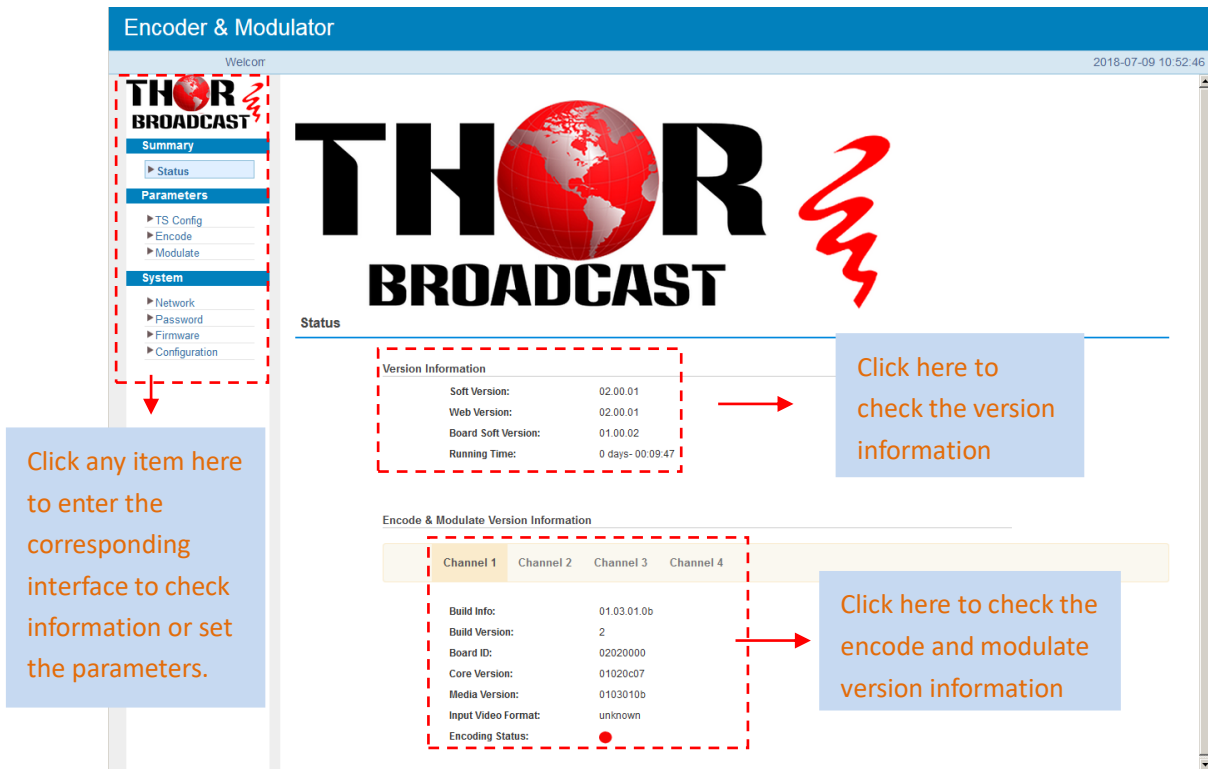 Encoder & Modulator
Welcom
2018-07-09 10:52:46
THOR
BROADCAST
Summary
Status
Parameters
TS Config
Encode
Modulate
System
Network
Password
Firmware
Configuration
THOR
BROADCAST
Status
Version Information
Soft Version: 02.00.01
Web Version: 02.00.01
Board Soft Version: 01.00.02
Running Time: 0 days- 00:09:47
Click here to
check the version
information
Click any item here
to enter the
corresponding
interface to check
information or set
the parameters.
Encode & Modulate Version Information
Channel 1 Channel 2 Channel 3 Channel 4
Build Info: 01.03.01.0b
Build Version: 2
Board ID: 02020000
Core Version: 01020c07
Media Version: 0103010b
Input Video Format: unknown
Encoding Status:
Click here to check the
encode and modulate
version information